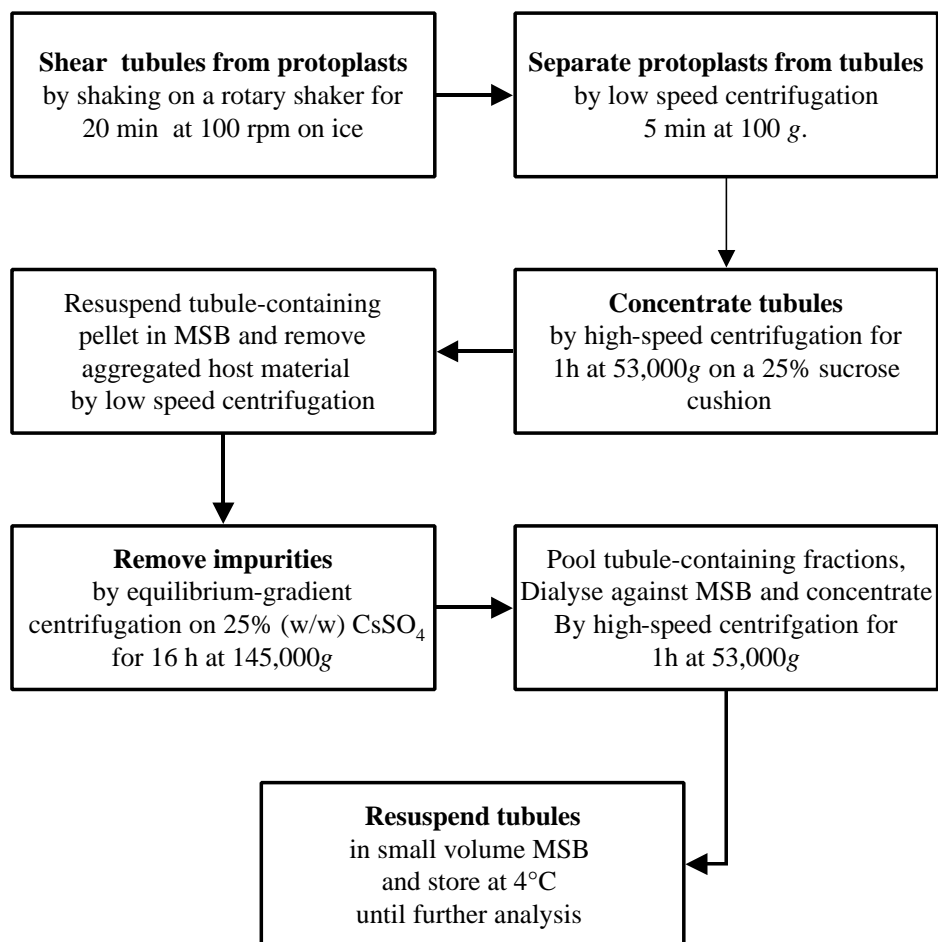 Shear tubules from protoplasts
by shaking on a rotary shaker for
20 min at 100 rpm on ice
Separate protoplasts from tubules
by low speed centrifugation
5 min at 100 g.
Concentrate tubules
by high-speed centrifugation for
1h at 53,000g on a 25% sucrose
cushion
Resuspend tubule-containing
pellet in MSB and remove
aggregated host material
by low speed centrifugation
Remove impurities
by equilibrium-gradient
centrifugation on 25% (w/w) CsSO4
for 16 h at 145,000g
Pool tubule-containing fractions,
Dialyse against MSB and concentrate
By high-speed centrifgation for
1h at 53,000g
Resuspend tubules
in small volume MSB
and store at 4°C
until further analysis